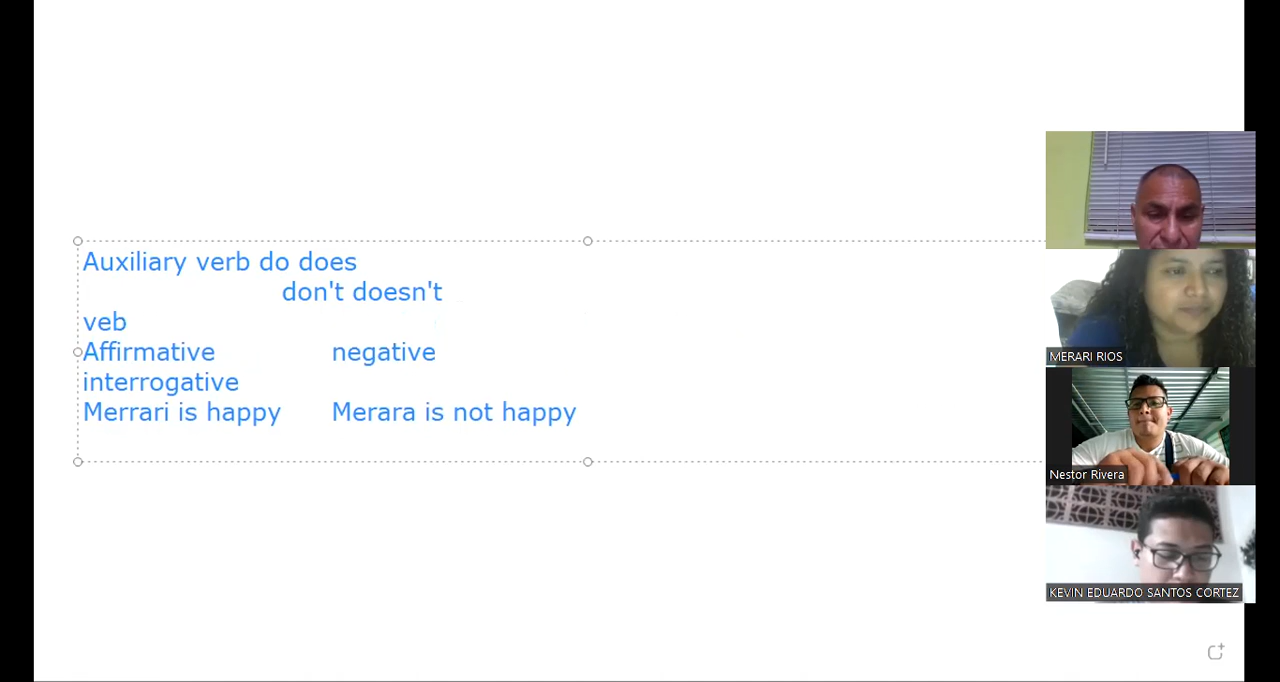 Auxiliary verb do does
don't doesn't
veb
Affirmative negative
interrogative
Merrari is happy Merara is not happy
MERARI RIOS
Nestor Rivera
KEVIN EDUARDO SANTOS CORTEZ